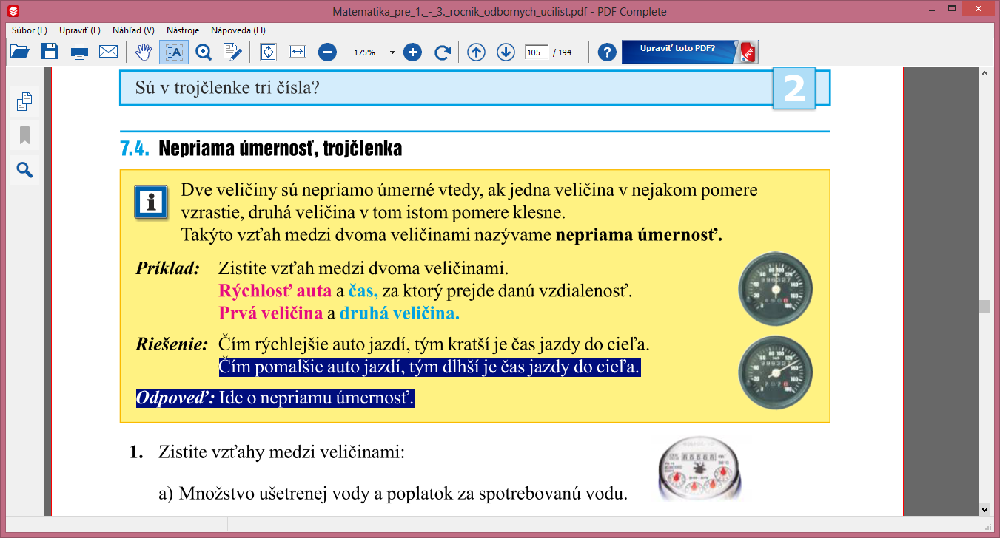 Matematika_pre_1._-_3._rocnik_odbornych_ucilist.pdf - PDF Complete
Súbor (F) Upraviť (E) Náhľad (V) Nástroje Nápoveda (H)
175% 105 / 194 Upraviť toto PDF? PDF
Sú v trojčlenke tri čísla? 2
7.4. Nepriama úmernosť, trojčlenka
Dve veličiny sú nepriamo úmerné vtedy, ak jedna veličina v nejakom pomere
vzrastie, druhá veličina v tom istom pomere klesne.
Takýto vzťah medzi dvoma veličinami nazývame nepriama úmernosť.
Príklad: Zistite vzťah medzi dvoma veličinami.
Rýchlosť auta a čas, za ktorý prejde danú vzdialenosť.
Prvá veličina a druhá veličina.
Riešenie: Čím rýchlejšie auto jazdí, tým kratší je čas jazdy do cieľa.
Čím pomalšie auto jazdí, tým dlhší je čas jazdy do cieľa.
Odpoveď: Ide o nepriamu úmernosť.
1. Zistite vzťahy medzi veličinami:
a) Množstvo ušetrenej vody a poplatok za spotrebovanú vodu.